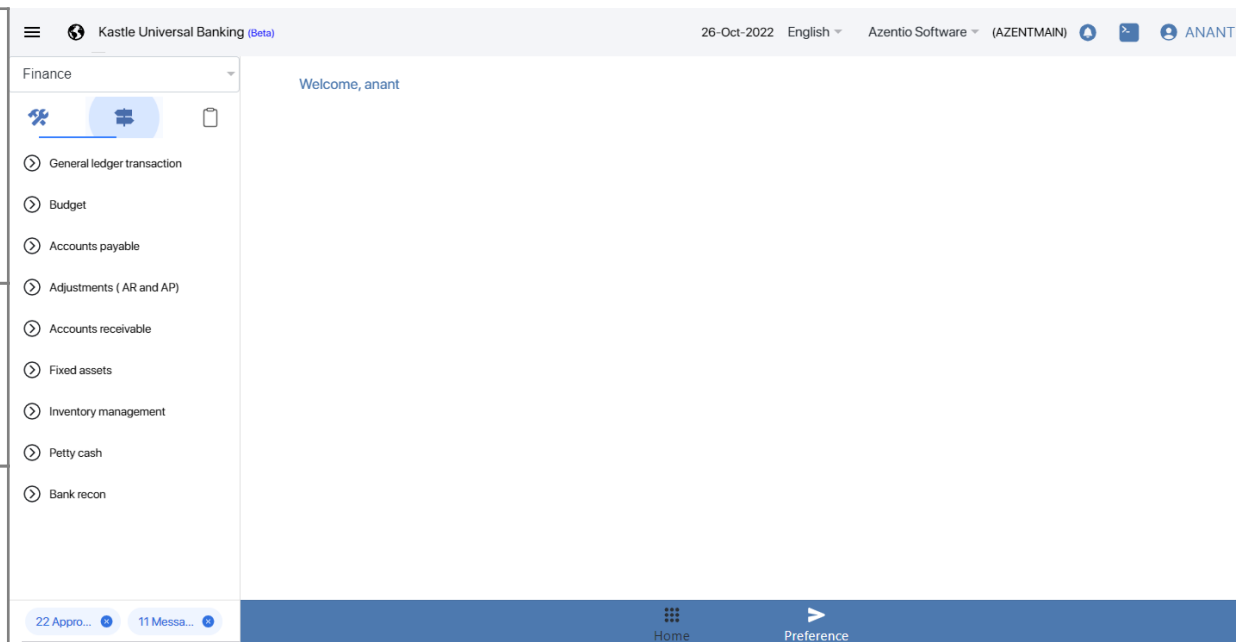 Kastle Universal Banking (Beta)
26-Oct-2022 English Azentio Software (AZENTMAIN) ANANT
Finance
Welcome, anant
General ledger transaction
Budget
Accounts payable
Adjustments ( AR and AP)
Accounts receivable
Fixed assets
Inventory management
Petty cash
Bank recon
22 Appro... 11 Messa...
Home Preference